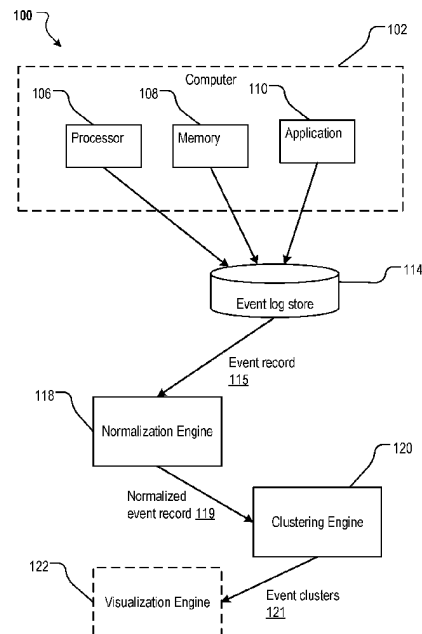 100
102
Computer
106
108
110
Processor
Memory
Application
114
Event log store
Event record
115
118
Normalization Engine
120
Normalized
event record 119
Clustering Engine
122
Event clusters
121
Visualization Engine